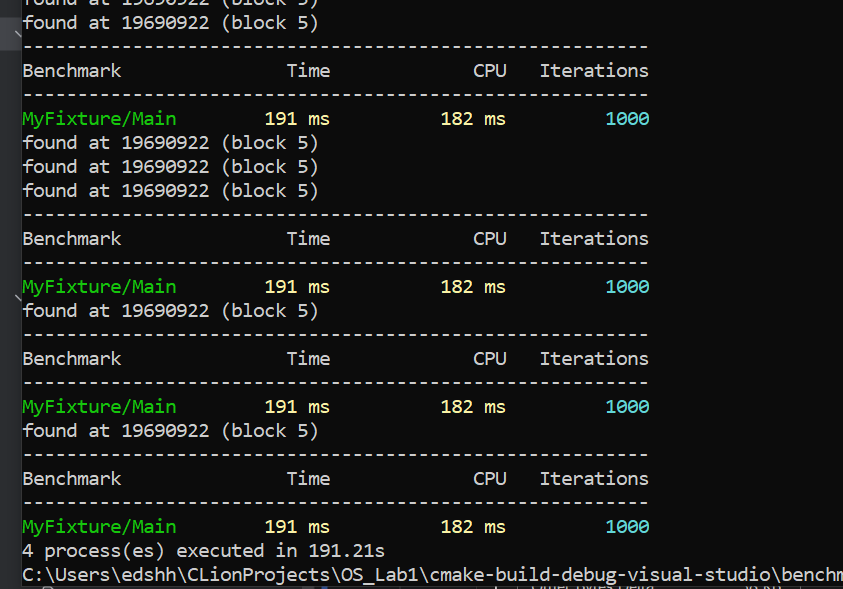 found at 19690922 (block 5)
found at 19690922 (block 5)
---------------------------------------------------------
Benchmark               Time             CPU   Iterations
---------------------------------------------------------
MyFixture/Main        191 ms          182 ms         1000
found at 19690922 (block 5)
found at 19690922 (block 5)
found at 19690922 (block 5)
---------------------------------------------------------
Benchmark               Time             CPU   Iterations
---------------------------------------------------------
MyFixture/Main        191 ms          182 ms         1000
found at 19690922 (block 5)
---------------------------------------------------------
Benchmark               Time             CPU   Iterations
---------------------------------------------------------
MyFixture/Main        191 ms          182 ms         1000
found at 19690922 (block 5)
---------------------------------------------------------
Benchmark               Time             CPU   Iterations
---------------------------------------------------------
MyFixture/Main        191 ms          182 ms         1000
4 process(es) executed in 191.21s
C:\Users\edshh\CLionProjects\OS_Lab1\cmake-build-debug-visual-studio\benchm